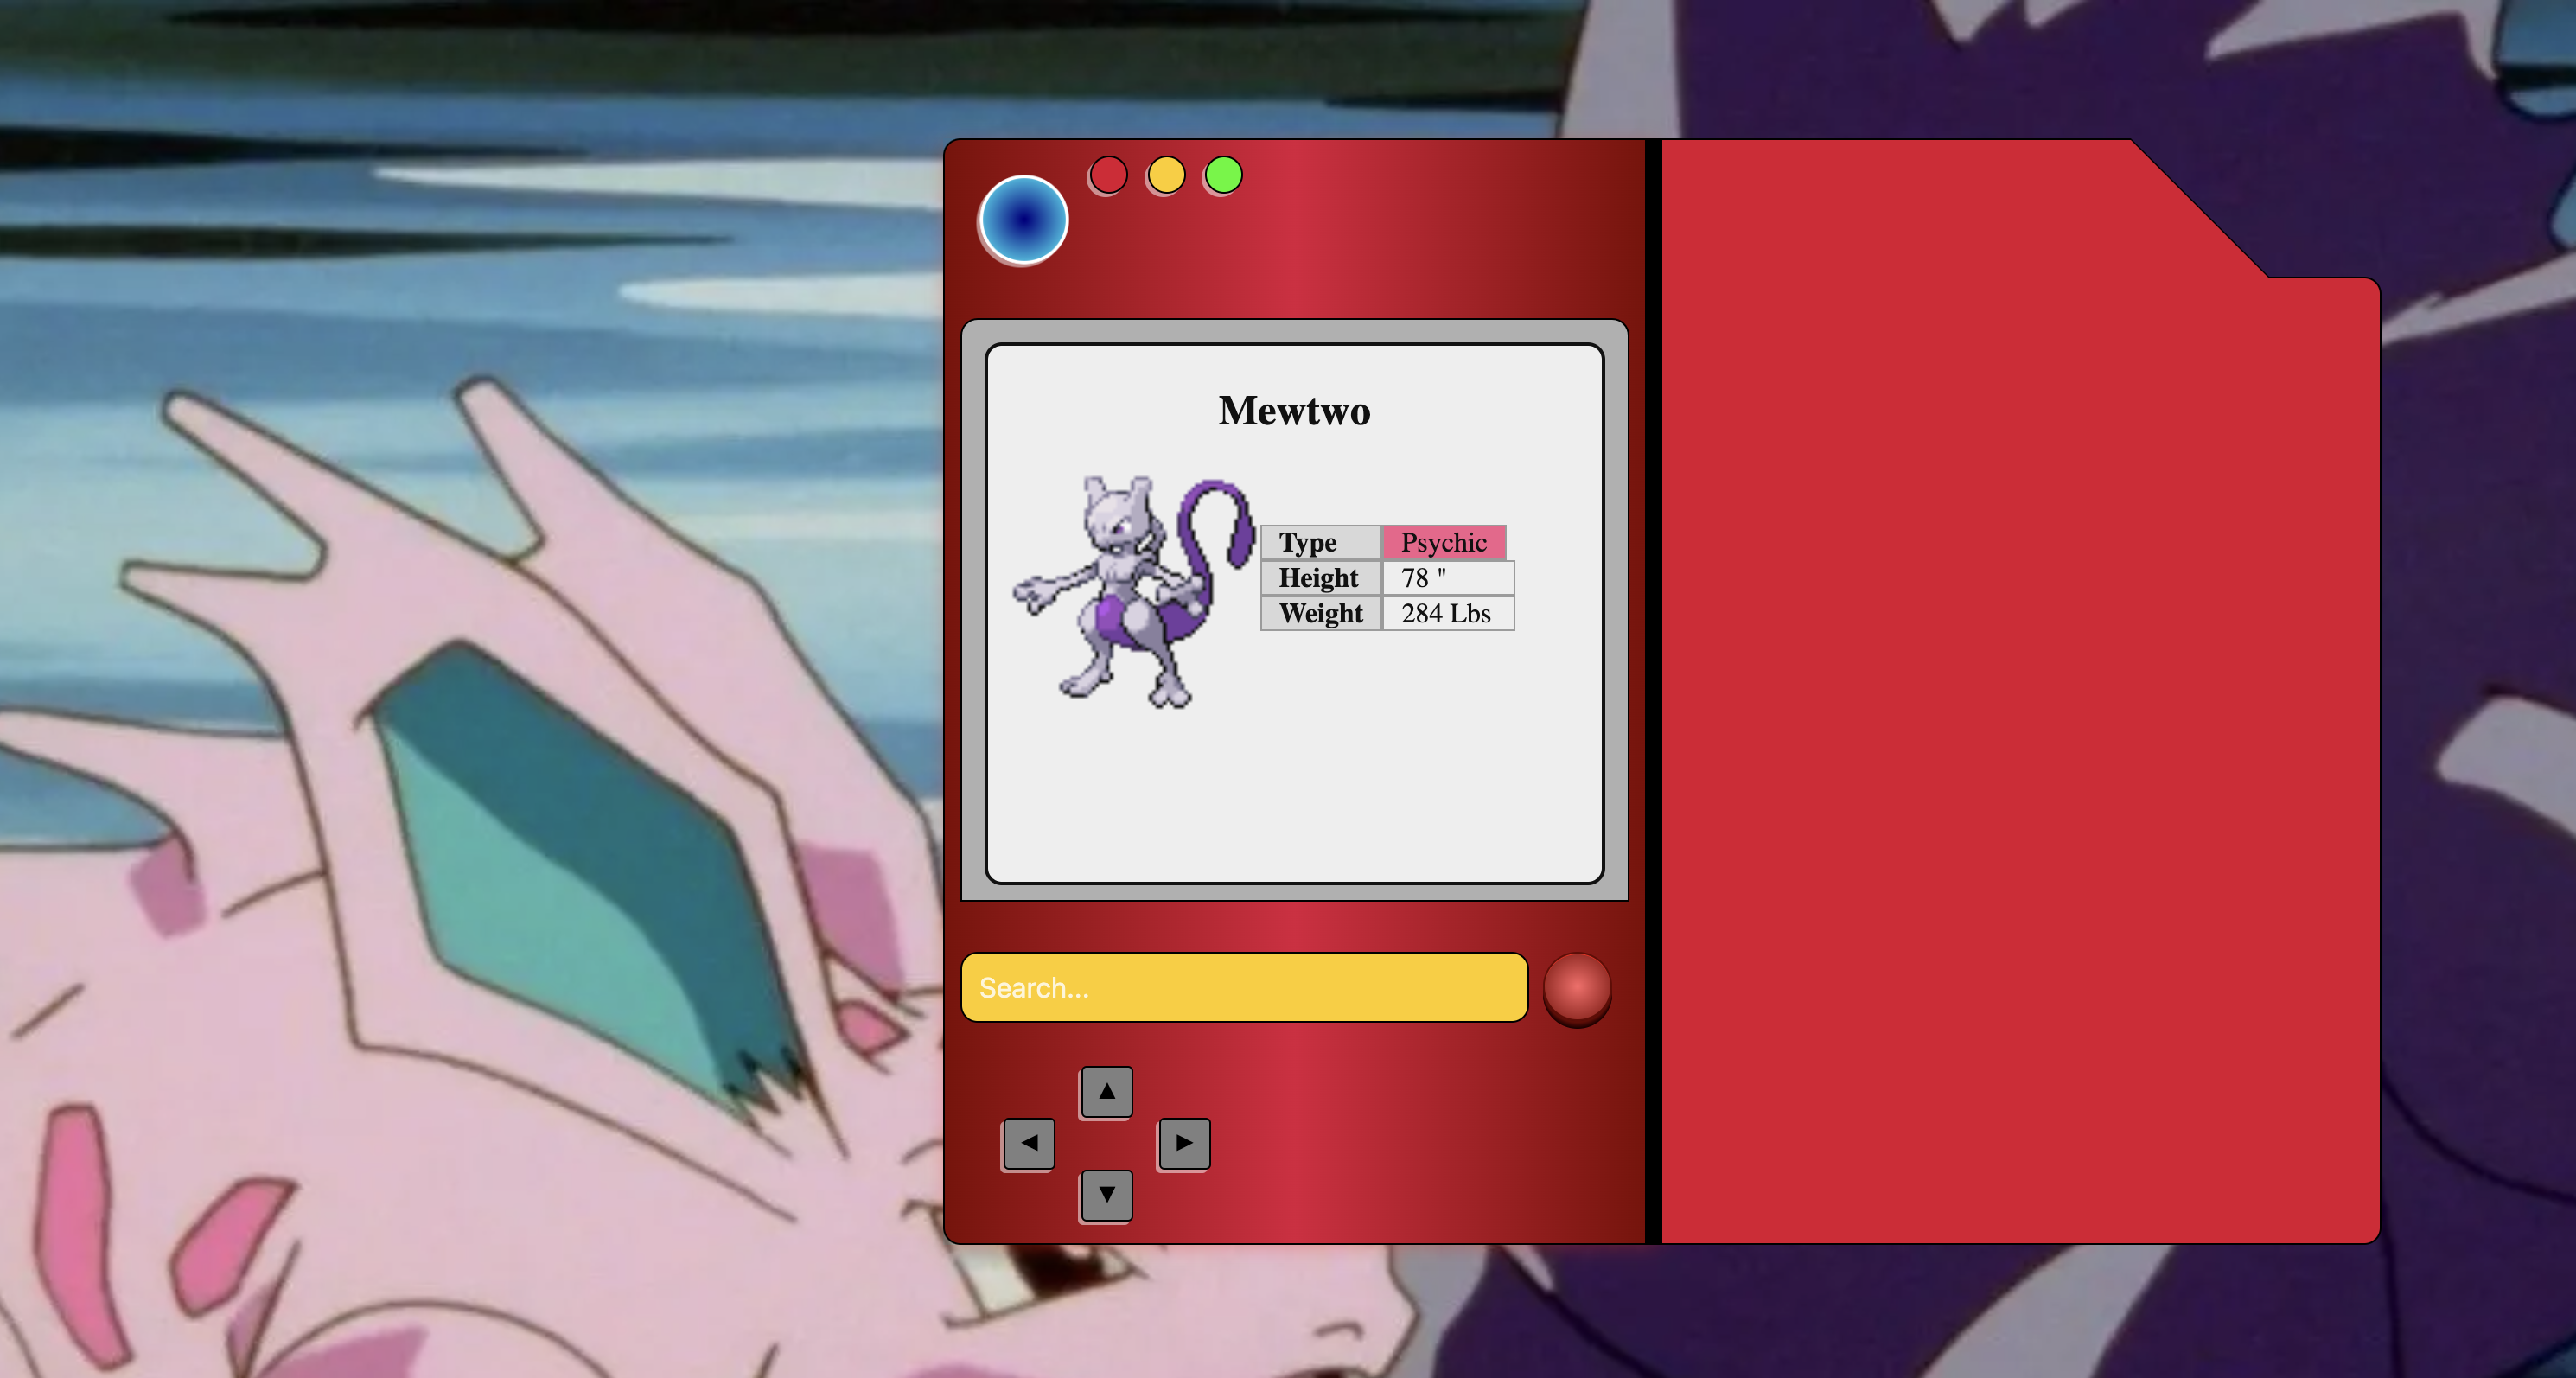 Mewtwo
Type Psychic
Height 78 "
Weight 284 Lbs
Search...
▲
◄ ►
▼